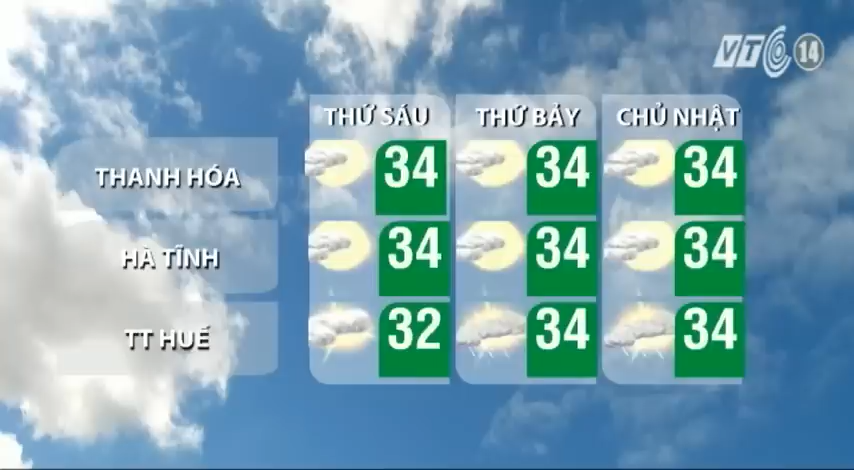 VTC 14
THỨ SÁU THỨ BẢY CHỦ NHẬT
THANH HÓA 34 34 34
HÀ TĨNH 34 34 34
TT HUẾ 32 34 34